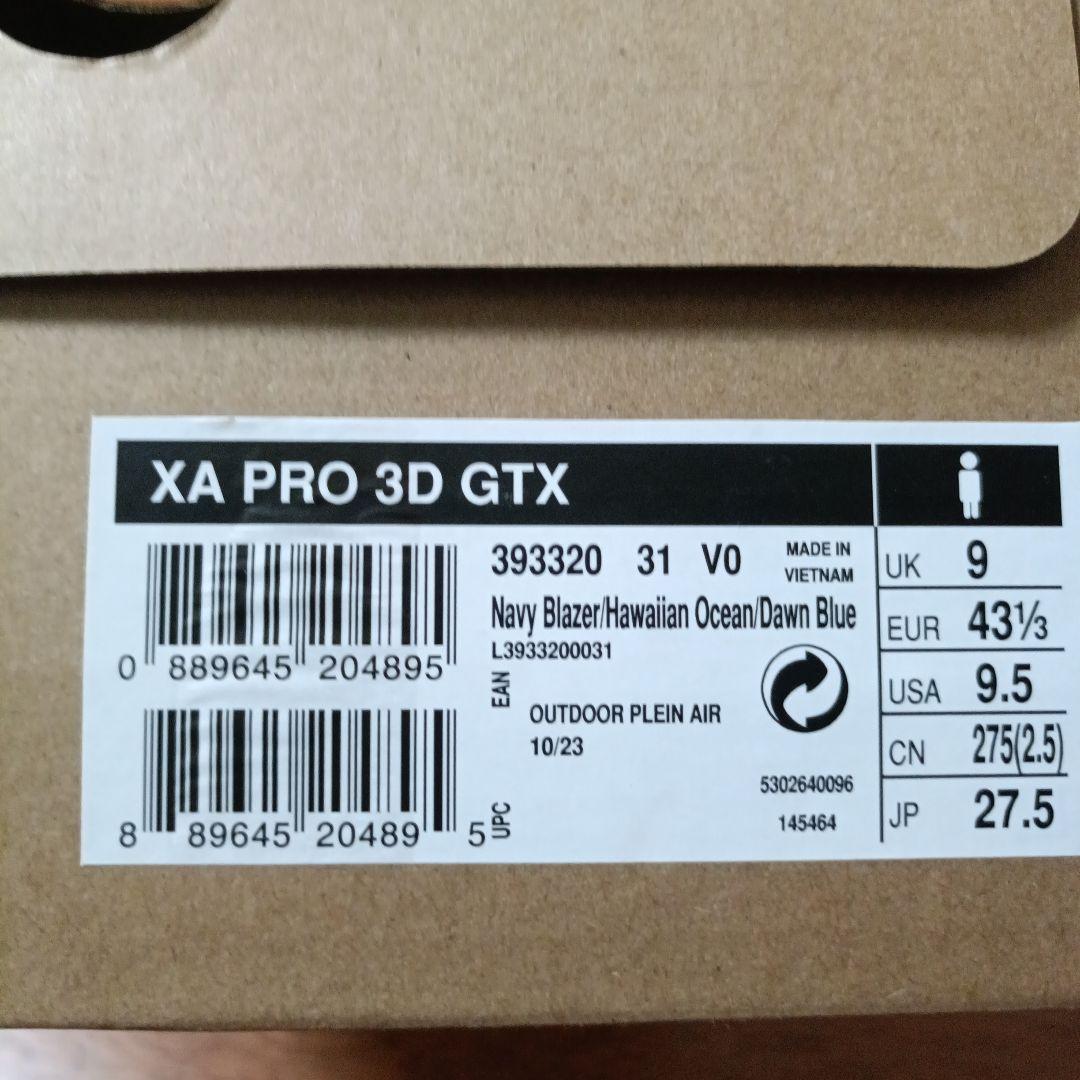 XA PRO 3D GTX
393320 31 V0
MADE IN
VIETNAM
Navy Blazer/Hawaiian Ocean/Dawn Blue
L3933200031
0 889645 204895
EAN
OUTDOOR PLEIN AIR
10/23
8 89645 20489 5
UPC
5302640096
145464
UK 9
EUR 43⅓
USA 9.5
CN 275(2.5)
JP 27.5